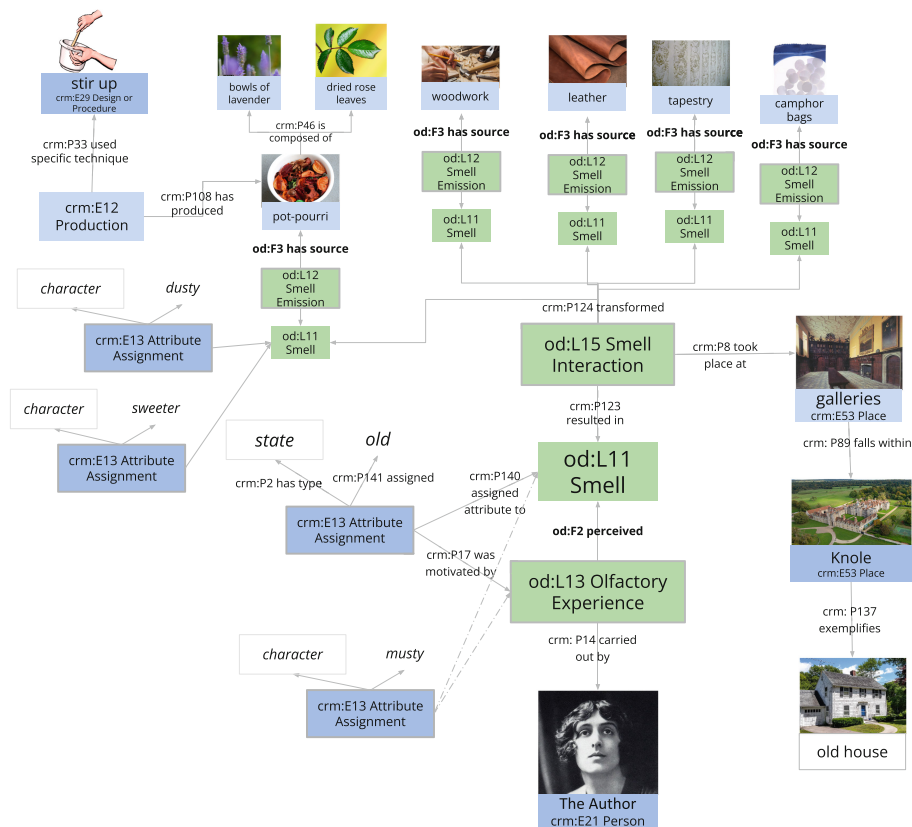 stir up
crm:E29 Design or
Procedure
bowls of
lavender
dried rose
leaves
woodwork
leather
tapestry
camphor
bags
crm:P33 used
specific technique
crm:P46 is
composed of
od:F3 has source
od:F3 has source
od:F3 has source
od:F3 has source
od:L12
Smell
Emission
od:L12
Smell
Emission
od:L12
Smell
Emission
od:L12
Smell
Emission
crm:E12
Production
crm:P108 has
produced
pot-pourri
od:L11
Smell
od:L11
Smell
od:L11
Smell
od:L11
Smell
od:F3 has source
od:L12
Smell
Emission
character
dusty
crm:E13 Attribute
Assignment
od:L11
Smell
crm:P124 transformed
od:L15 Smell
Interaction
crm:P8 took
place at
galleries
crm:E53 Place
character
sweeter
crm:E13 Attribute
Assignment
crm:P123
resulted in
state
old
crm:P2 has type
crm:P141 assigned
crm:E13 Attribute
Assignment
crm:P140
assigned
attribute to
od:L11
Smell
crm: P89 falls within
od:F2 perceived
crm:P17 was
motivated by
od:L13 Olfactory
Experience
Knole
crm:E53 Place
crm: P137
exemplifies
crm: P14 carried
out by
character
musty
crm:E13 Attribute
Assignment
old house
The Author
crm:E21 Person